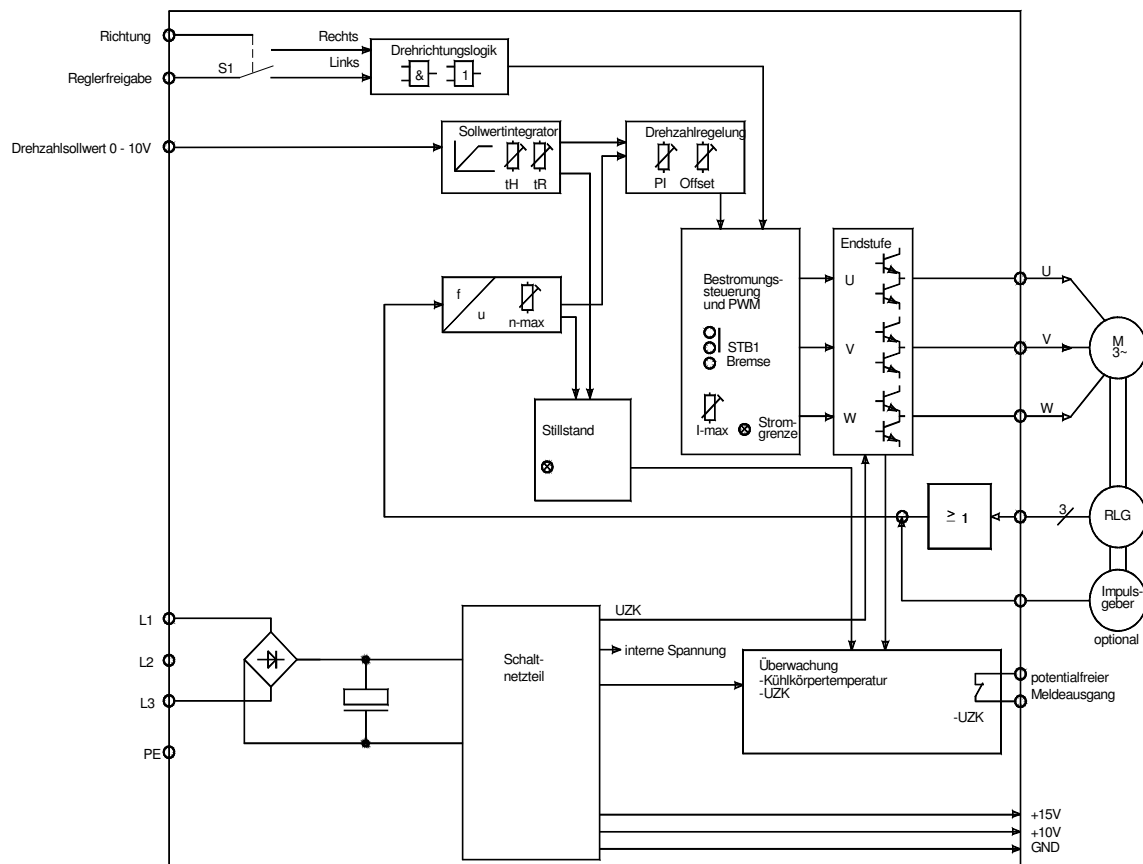 Richtung
Rechts
Drehrichtungslogik
S1
Links
Reglerfreigabe
& 1
Sollwertintegrator
Drehzahlregelung
Drehzahlsollwert 0 - 10V
tH tR
PI Offset
Endstufe
Bestromungs-
steuerung
und PWM
U
U
f
u
n-max
M
3~
STB1
V
V
Bremse
I-max
Strom-
grenze
W
W
Stillstand
≥ 1
3
RLG
Impuls-
geber
optional
L1
UZK
L2
Schalt-
netzteil
interne Spannung
Überwachung
-Kühlkörpertemperatur
-UZK
potentialfreier
Meldeausgang
L3
-UZK
PE
+15V
+10V
GND